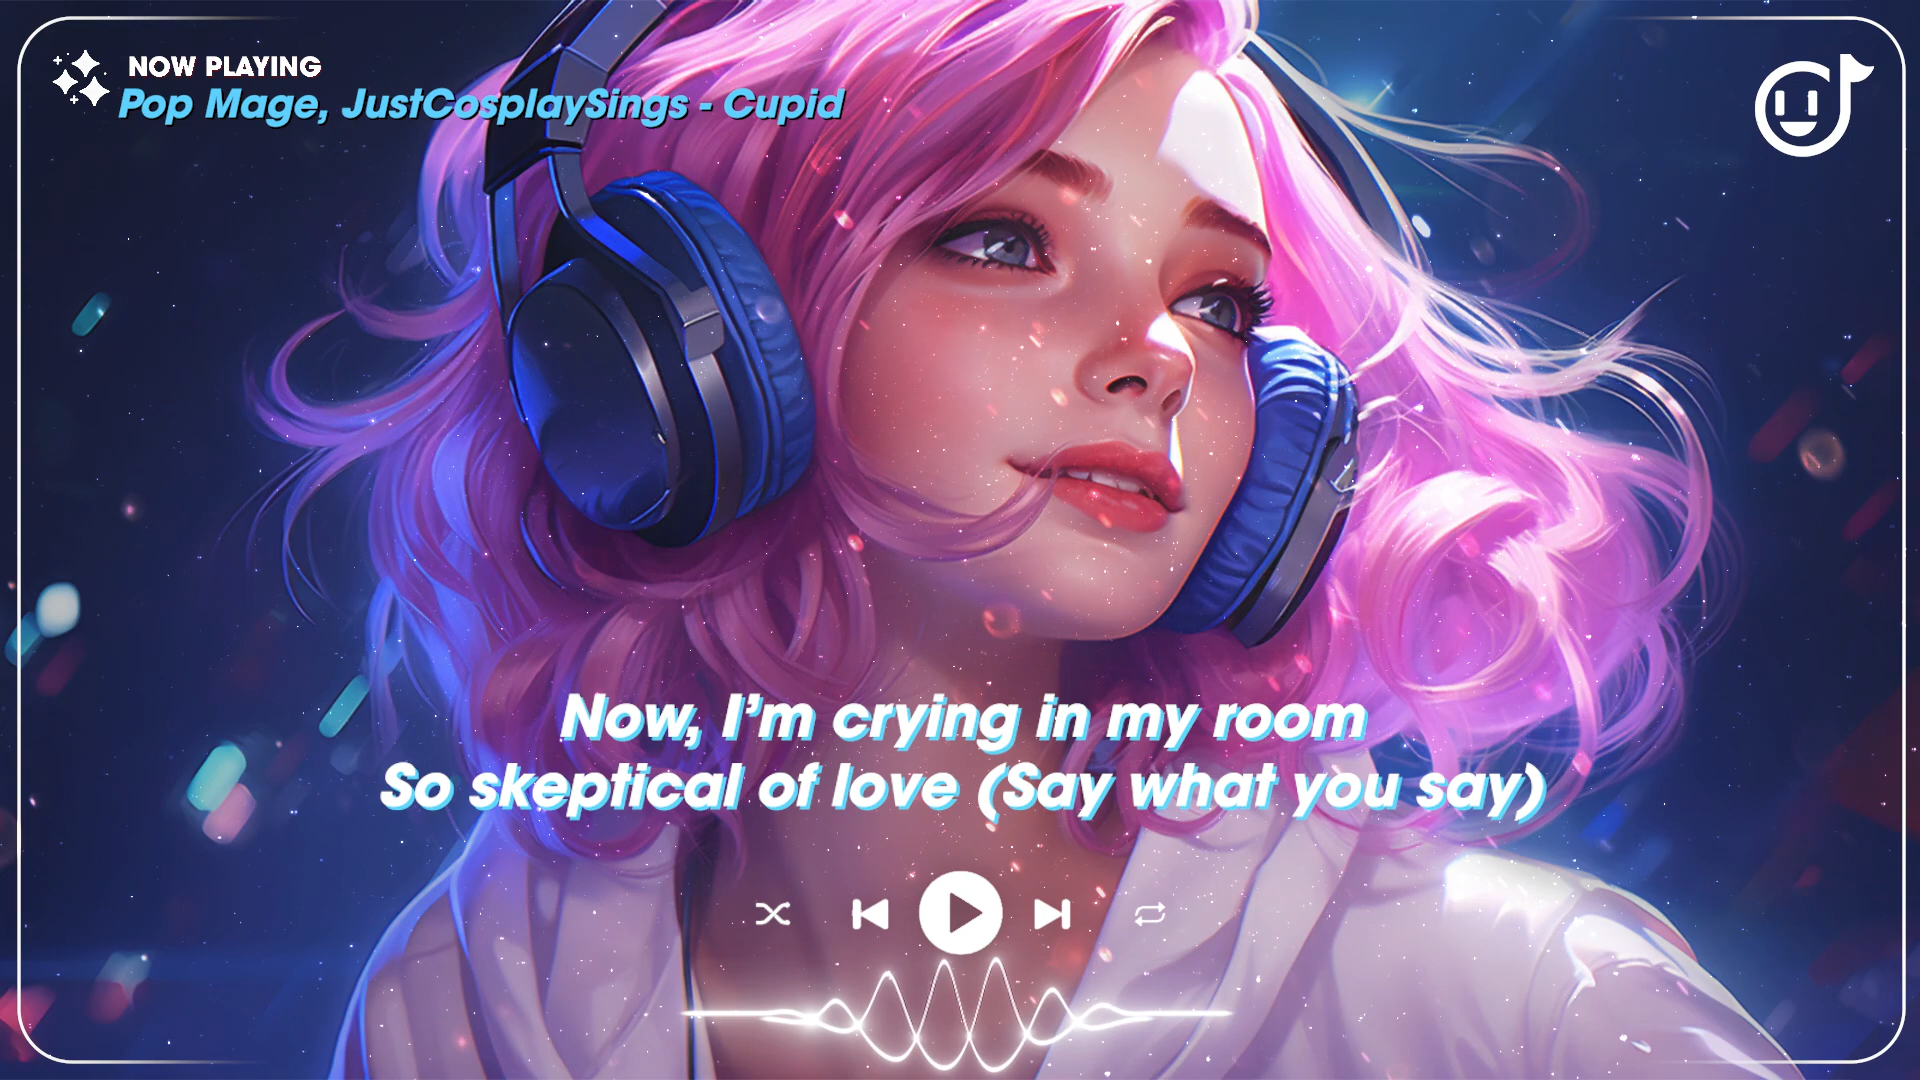 NOW PLAYING
Pop Mage, JustCosplaySings - Cupid
Now, I’m crying in my room
So skeptical of love (Say what you say)